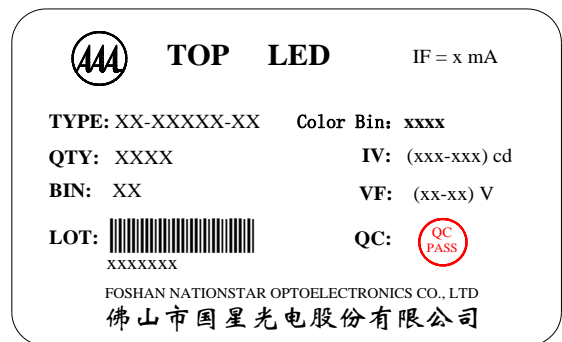 AAA TOP LED IF = x mA
TYPE: XX-XXXXX-XX Color Bin: xxxx
QTY: XXXX IV: (xxx-xxx) cd
BIN: XX VF: (xx-xx) V
LOT: QC: QC PASS
XXXXXXX
FOSHAN NATIONSTAR OPTOELECTRONICS CO., LTD
佛山市国星光电股份有限公司